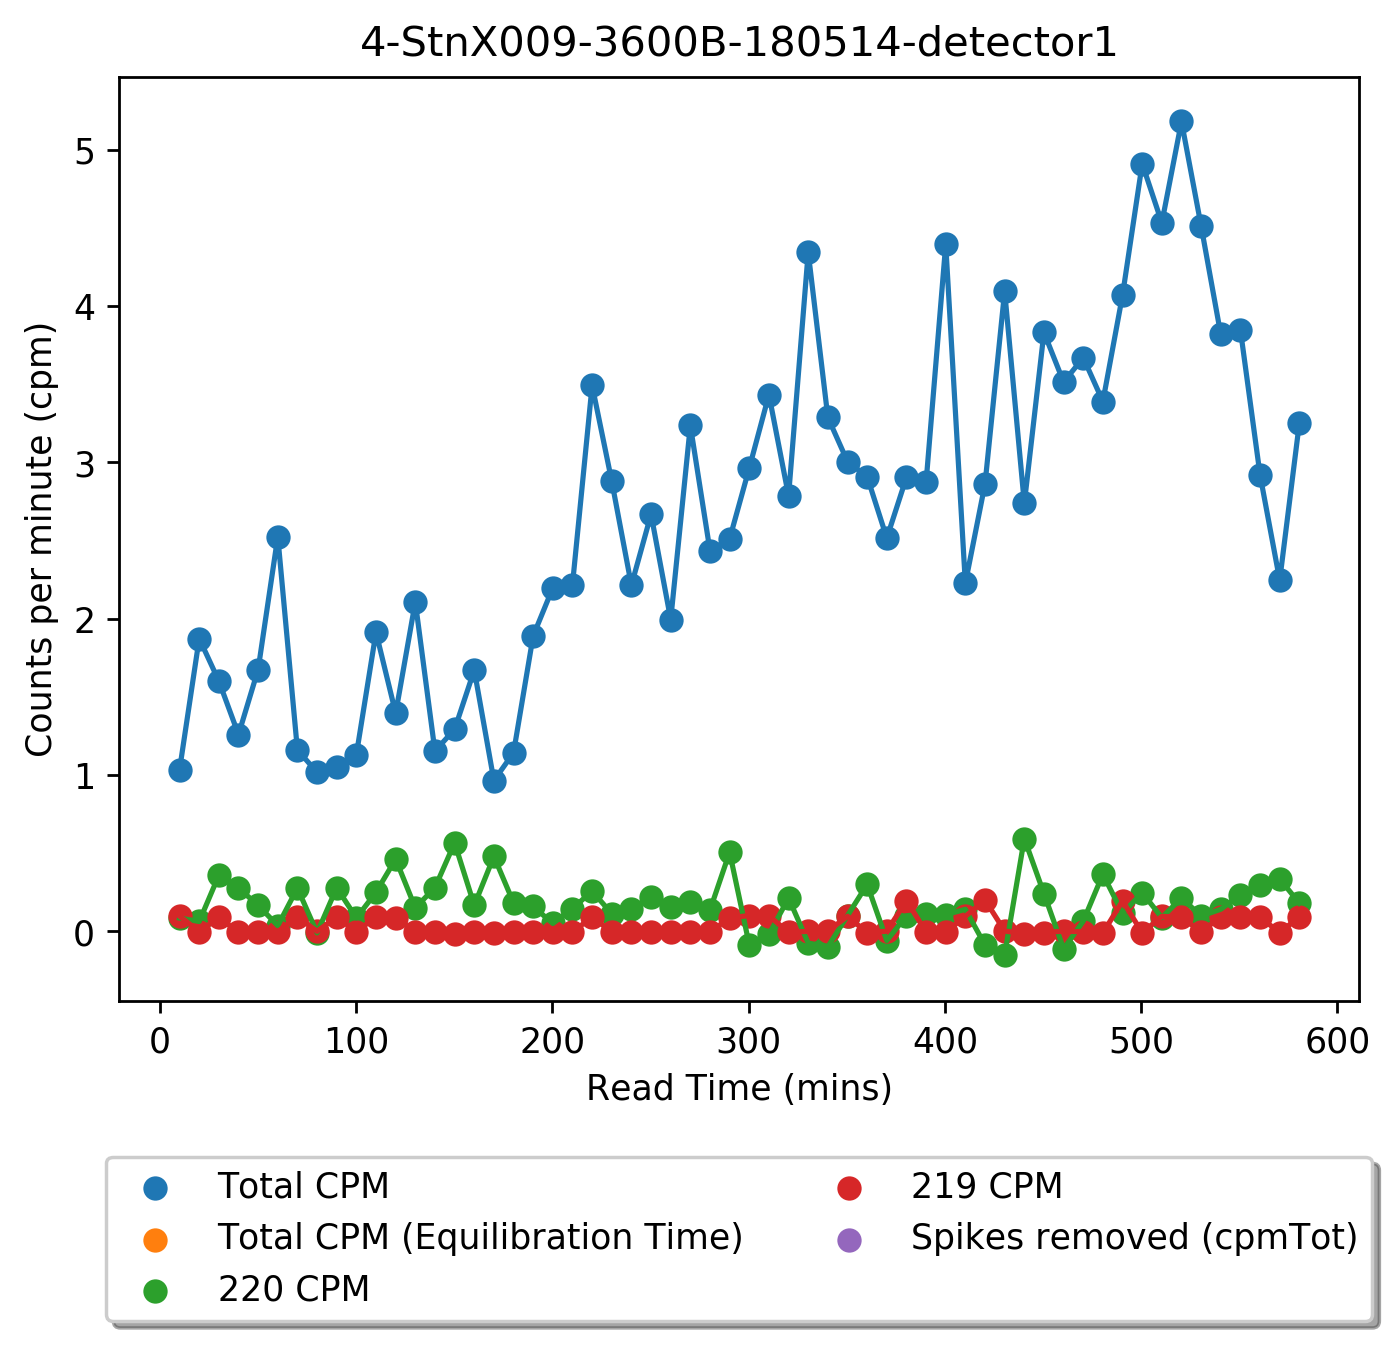 4-StnX009-3600B-180514-detector1
Counts per minute (cpm)
5
4
3
2
1
0
0 100 200 300 400 500 600
Read Time (mins)
Total CPM
Total CPM (Equilibration Time)
220 CPM
219 CPM
Spikes removed (cpmTot)